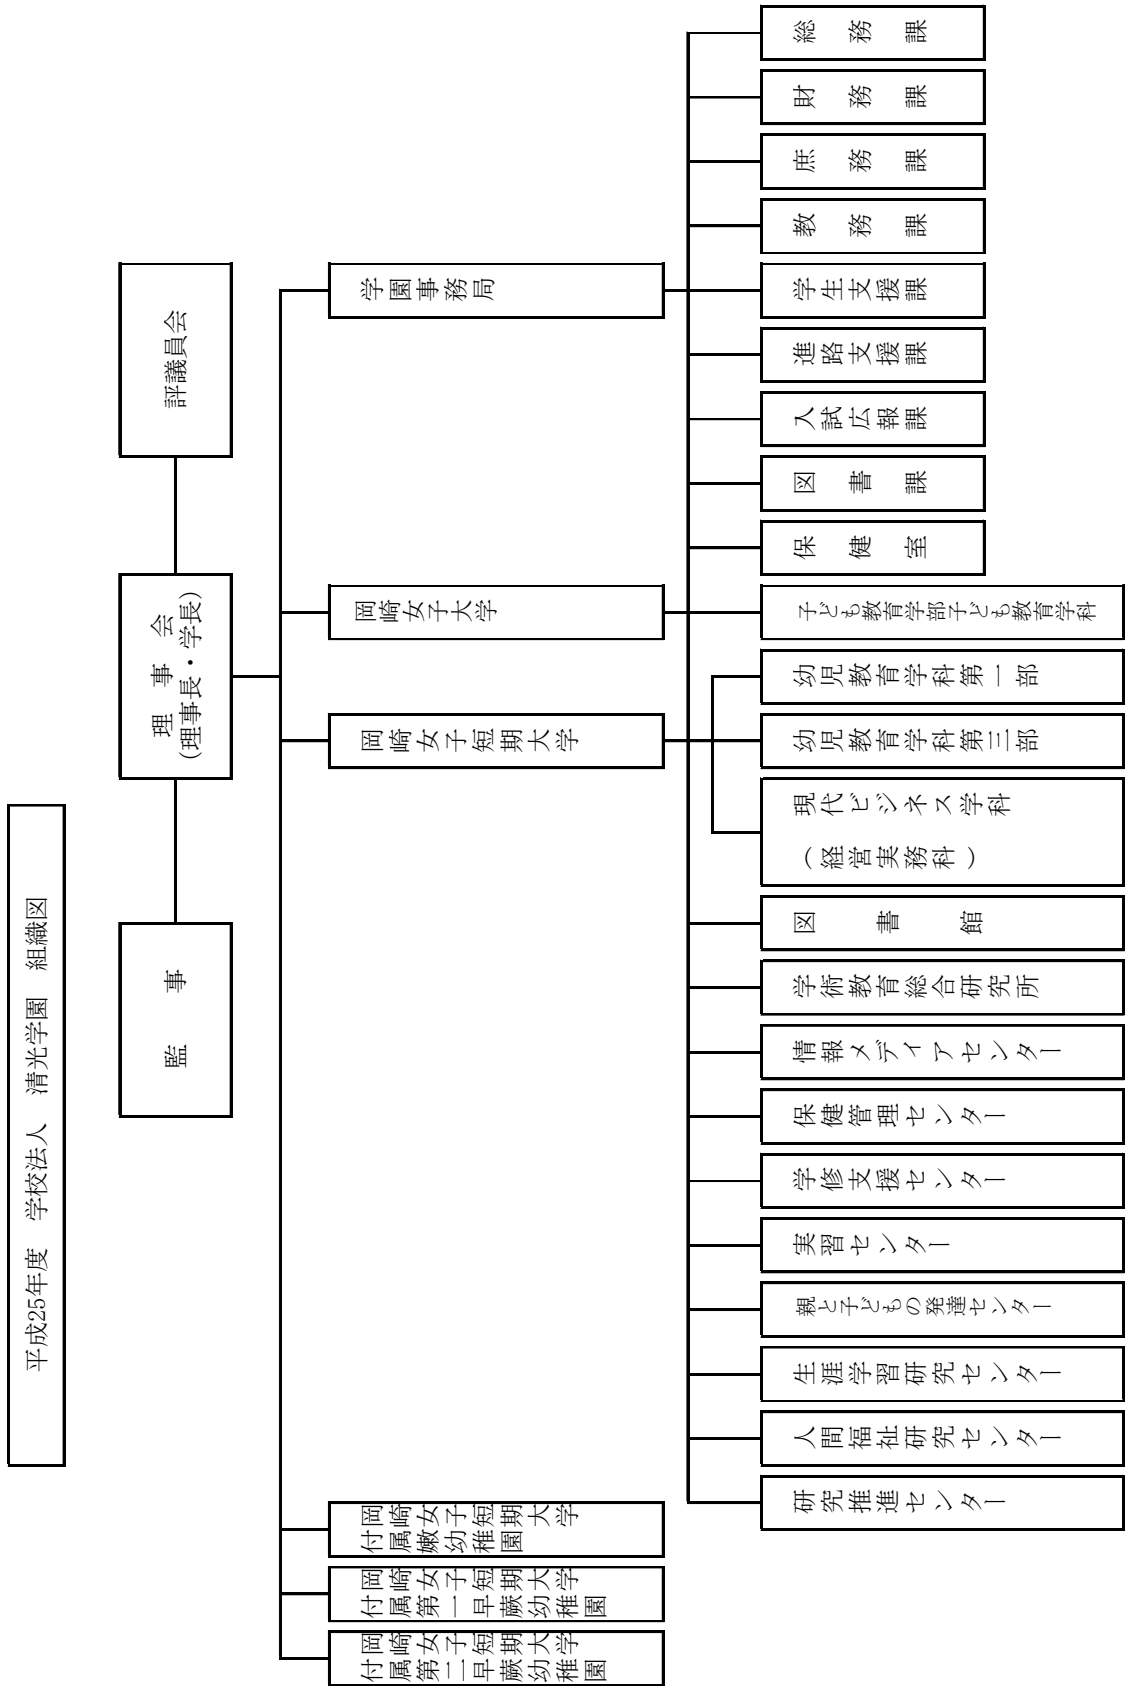 平成25年度　学校法人　清光学園　組織図
監　事
理　事　会
(理事長・学長)
評議員会
学園事務局
岡崎女子大学
岡崎女子短期大学
岡崎女子短期大学
付属嫩幼稚園
岡崎女子短期大学
付属第一早蕨幼稚園
岡崎女子短期大学
付属第二早蕨幼稚園
総務課
財務課
庶務課
教務課
学生支援課
進路支援課
入試広報課
図書課
保健室
子ども教育学部子ども教育学科
幼児教育学科第一部
幼児教育学科第三部
現代ビジネス学科
（経営実務科）
図書館
学術教育総合研究所
情報メディアセンター
保健管理センター
学修支援センター
実習センター
親と子どもの発達センター
生涯学習研究センター
人間福祉研究センター
研究推進センター